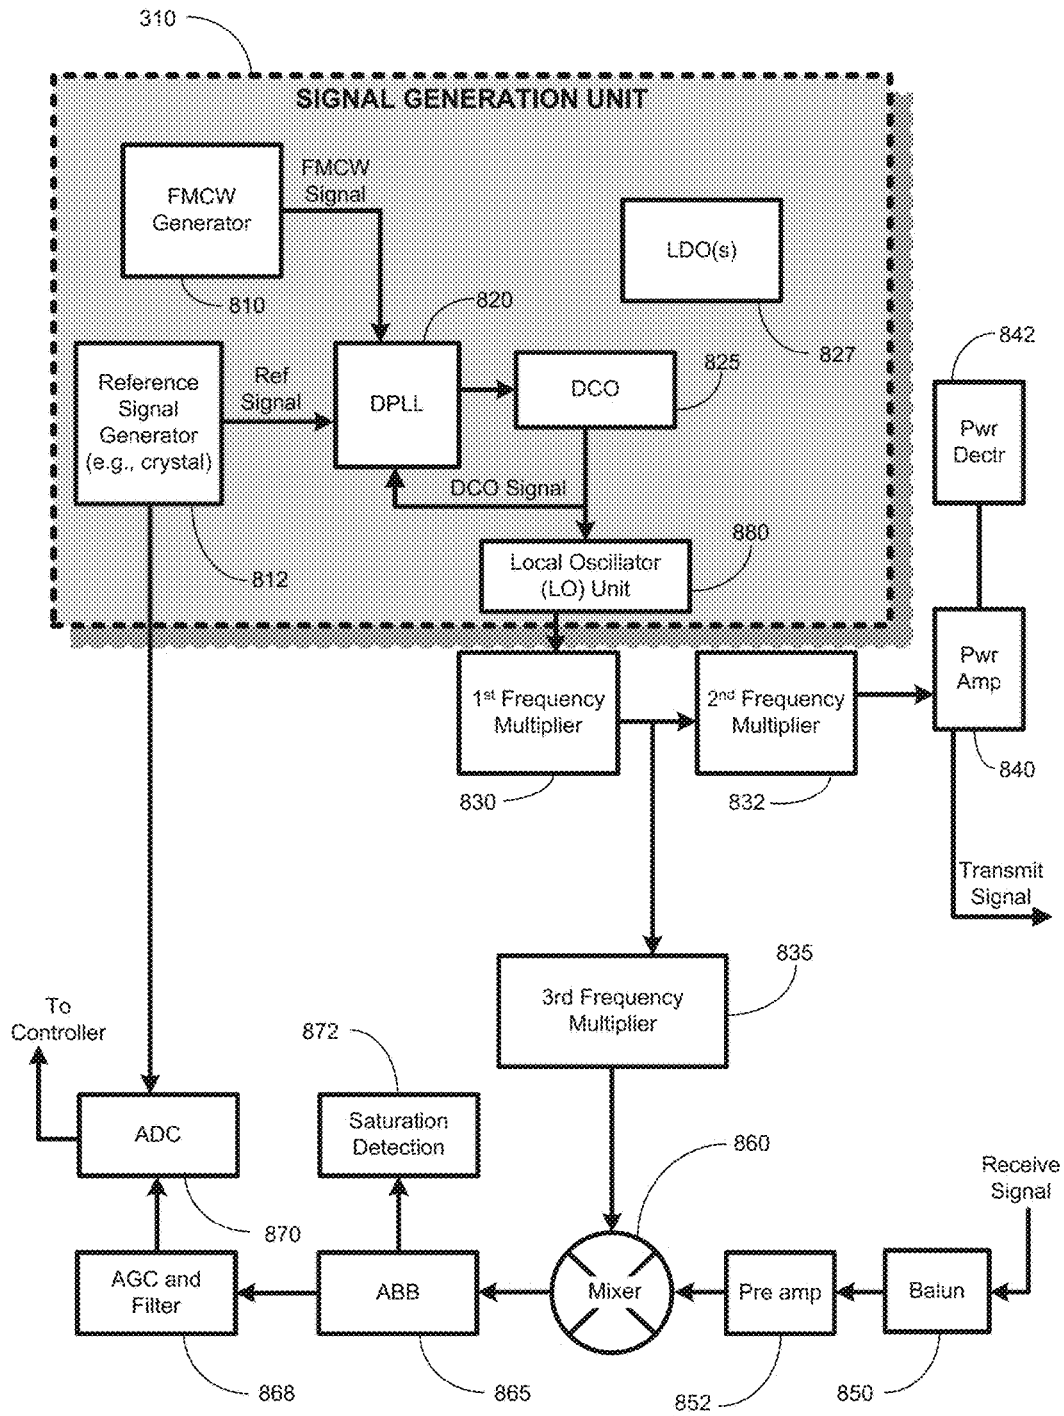 310
SIGNAL GENERATION UNIT
FMCW
Generator
FMCW
Signal
LDO(s)
810
820
827
842
Reference
Signal
Generator
(e.g., crystal)
Ref
Signal
DPLL
DCO
825
Pwr
Dectr
DCO Signal
812
Local Oscillator
(LO) Unit
880
1st Frequency
Multiplier
2nd Frequency
Multiplier
Pwr
Amp
830
832
840
Transmit
Signal
835
3rd Frequency
Multiplier
To
Controller
872
ADC
Saturation
Detection
860
Receive
Signal
870
AGC and
Filter
ABB
Mixer
Pre amp
Balun
868
865
852
850